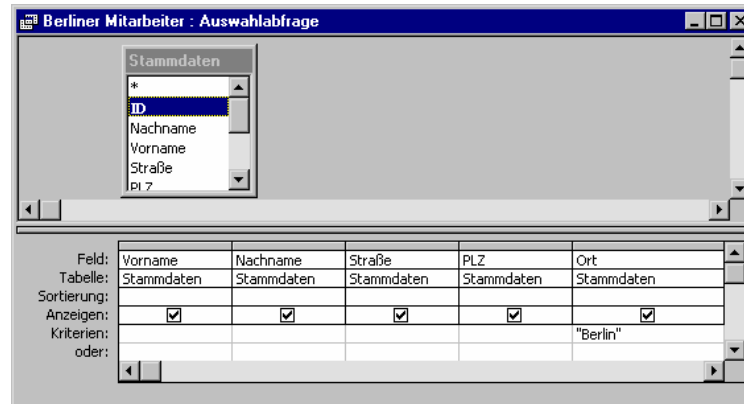 Berliner Mitarbeiter : Auswahlabfrage
Stammdaten
*
ID
Nachname
Vorname
Straße
PLZ
Feld: Vorname Nachname Straße PLZ Ort
Tabelle: Stammdaten Stammdaten Stammdaten Stammdaten Stammdaten
Sortierung:
Anzeigen:
Kriterien: "Berlin"
oder: